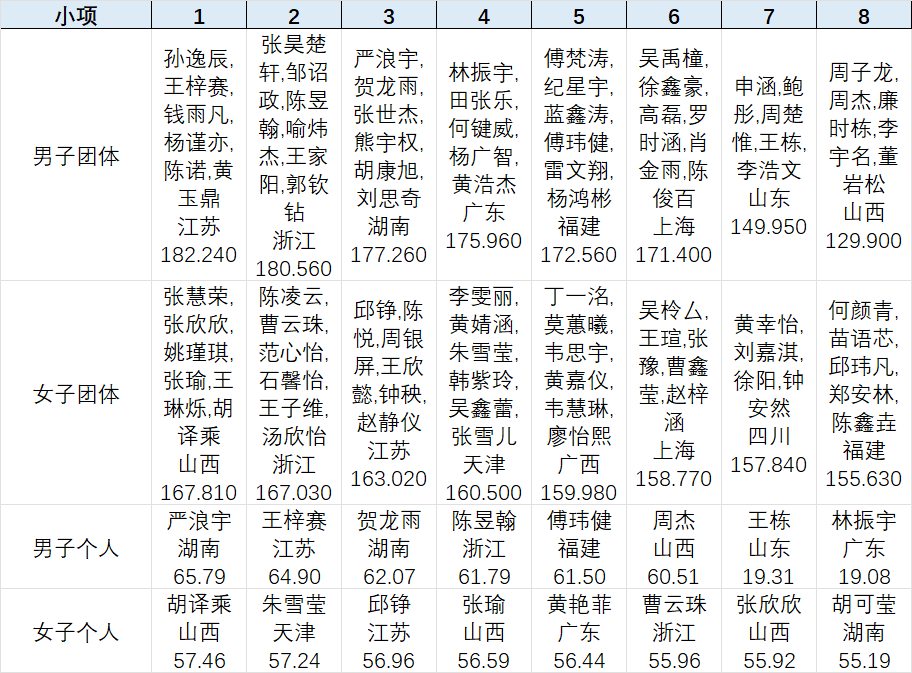 小项 1 2 3 4 5 6 7 8
男子团体
孙逸辰,
王梓赛,
钱雨凡,
杨谨亦,
陈诺,黄
玉鼎
江苏
182.240
张昊楚
轩,邹诏
政,陈昱
翰,喻炜
杰,王家
阳,郭钦
钻
浙江
180.560
严浪宇,
贺龙雨,
张世杰,
熊宇权,
胡康旭,
刘思奇
湖南
177.260
林振宇,
田张乐,
何键威,
杨广智,
黄浩杰
广东
175.960
傅梵涛,
纪星宇,
蓝鑫涛,
傅玮健,
雷文翔,
杨鸿彬
福建
172.560
吴禹橦,
徐鑫豪,
高磊,罗
时涵,肖
金雨,陈
俊百
上海
171.400
申涵,鲍
彤,周楚
惟,王栋,
李浩文
山东
149.950
周子龙,
周杰,廉
时栋,李
宇名,董
岩松
山西
129.900
女子团体
张慧荣,
张欣欣,
姚瑾琪,
张瑜,王
琳烁,胡
译乘
山西
167.810
陈凌云,
曹云珠,
范心怡,
石馨怡,
王子维,
汤欣怡
浙江
167.030
邱铮,陈
悦,周银
屏,王欣
懿,钟秧,
赵静仪
江苏
163.020
李雯丽,
黄婧涵,
朱雪莹,
韩紫玲,
吴鑫蕾,
张雪儿
天津
160.500
丁一洺,
莫蕙曦,
韦思宇,
黄嘉仪,
韦慧琳,
廖怡熙
广西
159.980
吴柃厶,
王瑄,张
豫,曹鑫
莹,赵梓
涵
上海
158.770
黄幸怡,
刘嘉淇,
徐阳,钟
安然
四川
157.840
何颜青,
苗语芯,
邱玮凡,
郑安林,
陈鑫垚
福建
155.630
男子个人
严浪宇
湖南
65.79
王梓赛
江苏
64.90
贺龙雨
湖南
62.07
陈昱翰
浙江
61.79
傅玮健
福建
61.50
周杰
山西
60.51
王栋
山东
19.31
林振宇
广东
19.08
女子个人
胡译乘
山西
57.46
朱雪莹
天津
57.24
邱铮
江苏
56.96
张瑜
山西
56.59
黄艳菲
广东
56.44
曹云珠
浙江
55.96
张欣欣
山西
55.92
胡可莹
湖南
55.19